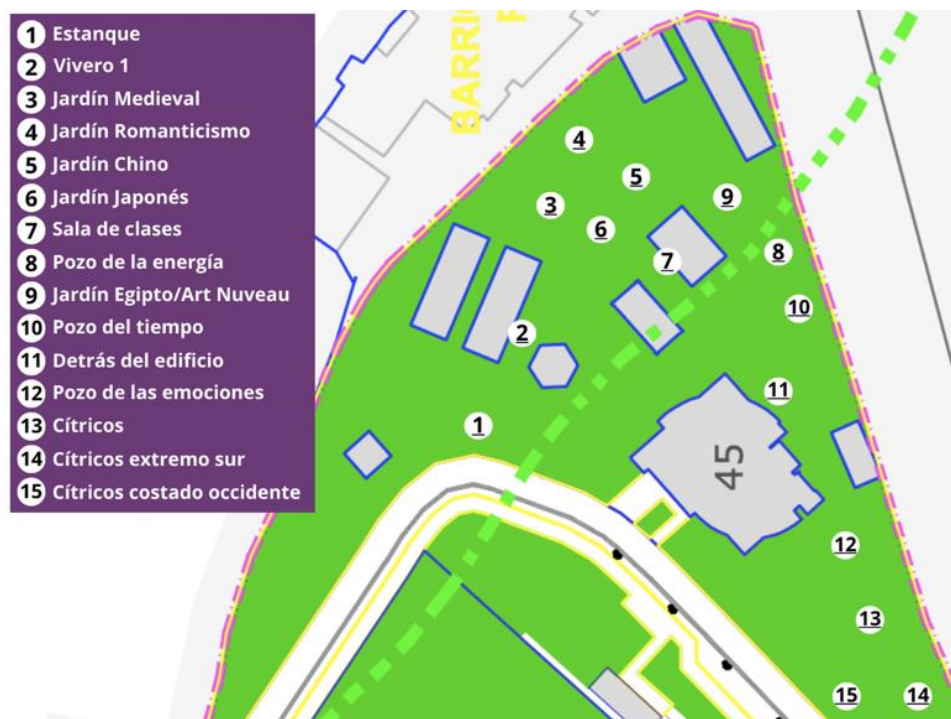 1 Estanque
2 Vivero 1
3 Jardín Medieval
4 Jardín Romanticismo
5 Jardín Chino
6 Jardín Japonés
7 Sala de clases
8 Pozo de la energía
9 Jardín Egipto/Art Nuveau
10 Pozo del tiempo
11 Detrás del edificio
12 Pozo de las emociones
13 Cítricos
14 Cítricos extremo sur
15 Cítricos costado occidente
4
5
3
9
6
7
8
10
2
11
1
45
12
13
15
14